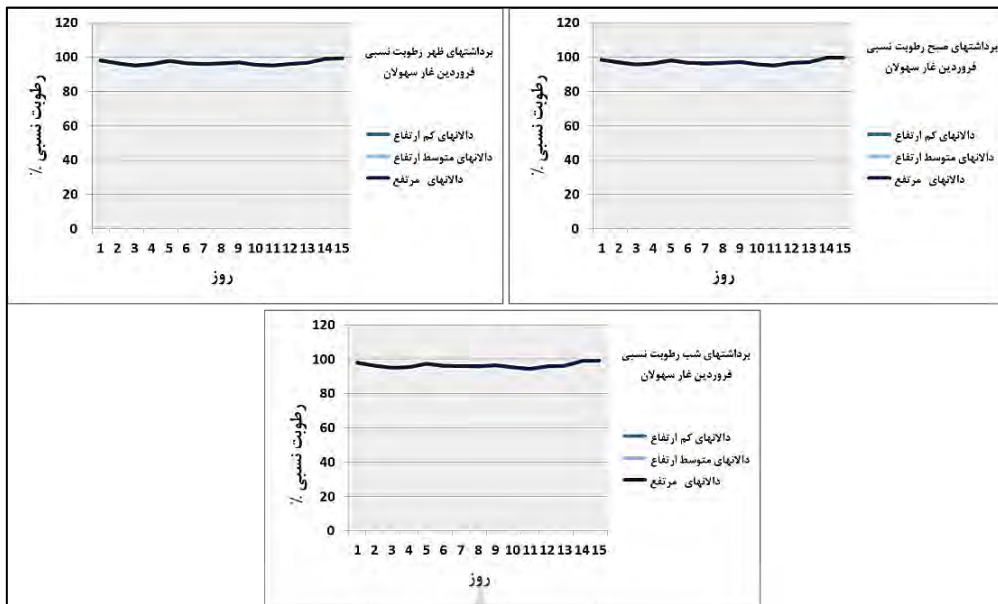 برداشتهای صبح رطوبت نسبی
فروردین غار سهولان
رطوبت نسبی %
120
100
80
60
40
20
0
1 2 3 4 5 6 7 8 9 10 11 12 13 14 15
روز
دالانهای کم ارتفاع
دالانهای متوسط ارتفاع
دالانهای مرتفع
برداشتهای ظهر رطوبت نسبی
فروردین غار سهولان
رطوبت نسبی %
120
100
80
60
40
20
0
1 2 3 4 5 6 7 8 9 10 11 12 13 14 15
روز
دالانهای کم ارتفاع
دالانهای متوسط ارتفاع
دالانهای مرتفع
برداشتهای شب رطوبت نسبی
فروردین غار سهولان
رطوبت نسبی %
120
100
80
60
40
20
0
1 2 3 4 5 6 7 8 9 10 11 12 13 14 15
روز
دالانهای کم ارتفاع
دالانهای متوسط ارتفاع
دالانهای مرتفع